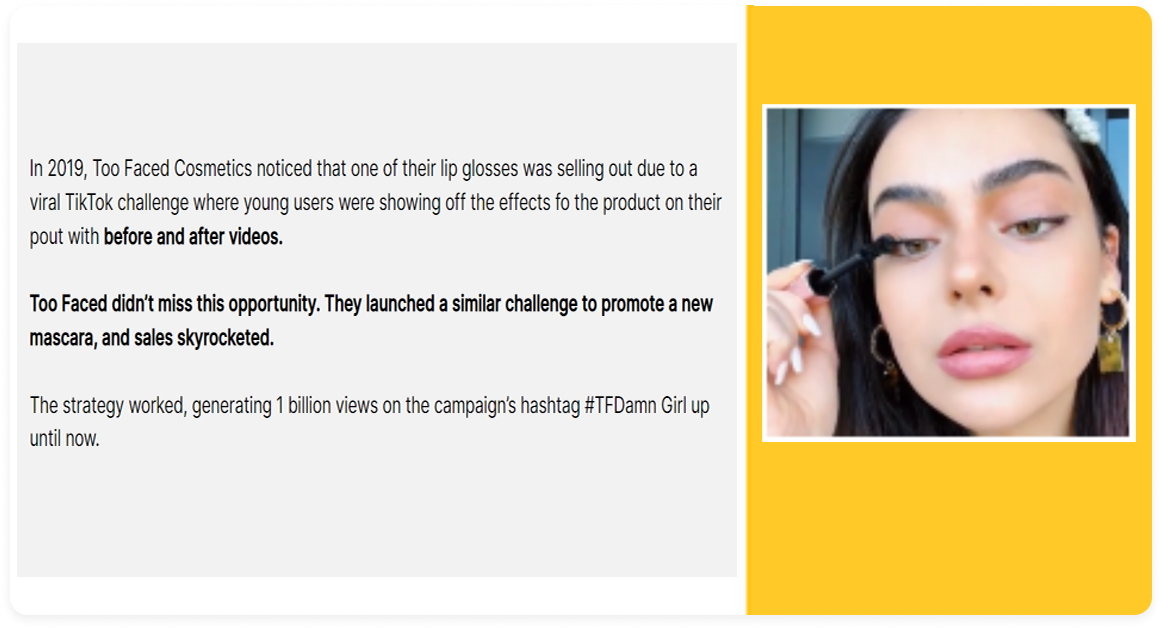 In 2019, Too Faced Cosmetics noticed that one of their lip glosses was selling out due to a
viral TikTok challenge where young users were showing off the effects fo the product on their
pout with before and after videos.
Too Faced didn’t miss this opportunity. They launched a similar challenge to promote a new
mascara, and sales skyrocketed.
The strategy worked, generating 1 billion views on the campaign’s hashtag #TFDamn Girl up
until now.